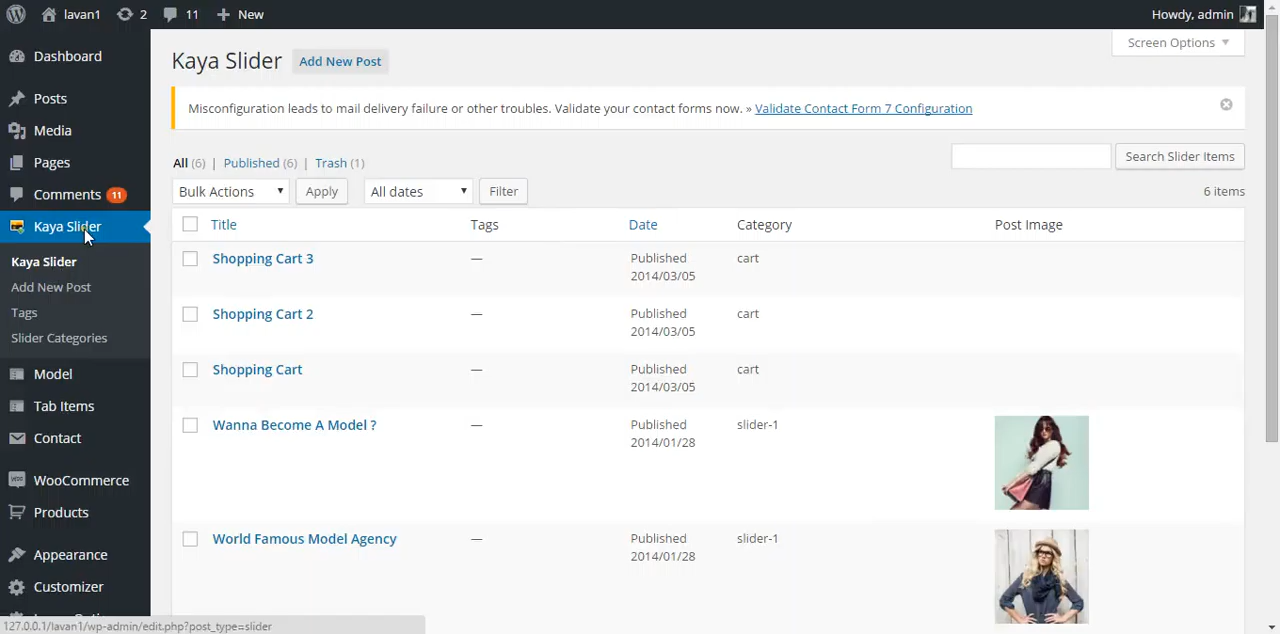 lavan1 2 11 New Howdy, admin
Dashboard
Posts
Media
Pages
Comments 11
Kaya Slider
Kaya Slider
Add New Post
Tags
Slider Categories
Model
Tab Items
Contact
WooCommerce
Products
Appearance
Customizer
Kaya Slider Add New Post
Screen Options
Misconfiguration leads to mail delivery failure or other troubles. Validate your contact forms now. » Validate Contact Form 7 Configuration
All (6) | Published (6) | Trash (1)
Search Slider Items
Bulk Actions Apply All dates Filter
6 items
Title Tags Date Category Post Image
Shopping Cart 3 — Published cart
2014/03/05
Shopping Cart 2 — Published cart
2014/03/05
Shopping Cart — Published cart
2014/03/05
Wanna Become A Model ? — Published slider-1
2014/01/28
World Famous Model Agency — Published slider-1
2014/01/28
127.0.0.1/lavan1/wp-admin/edit.php?post_type=slider